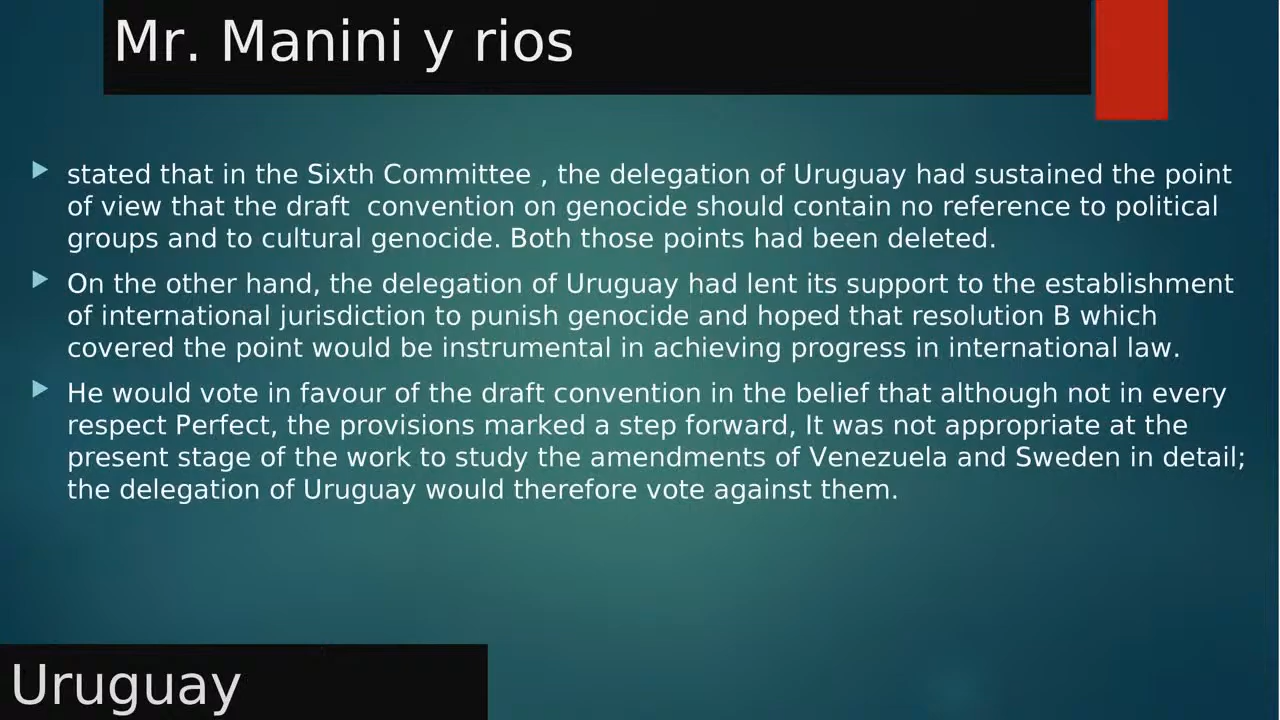 Mr. Manini y rios
stated that in the Sixth Committee , the delegation of Uruguay had sustained the point
of view that the draft  convention on genocide should contain no reference to political
groups and to cultural genocide. Both those points had been deleted.
On the other hand, the delegation of Uruguay had lent its support to the establishment
of international jurisdiction to punish genocide and hoped that resolution B which
covered the point would be instrumental in achieving progress in international law.
He would vote in favour of the draft convention in the belief that although not in every
respect Perfect, the provisions marked a step forward, It was not appropriate at the
present stage of the work to study the amendments of Venezuela and Sweden in detail;
the delegation of Uruguay would therefore vote against them.
Uruguay